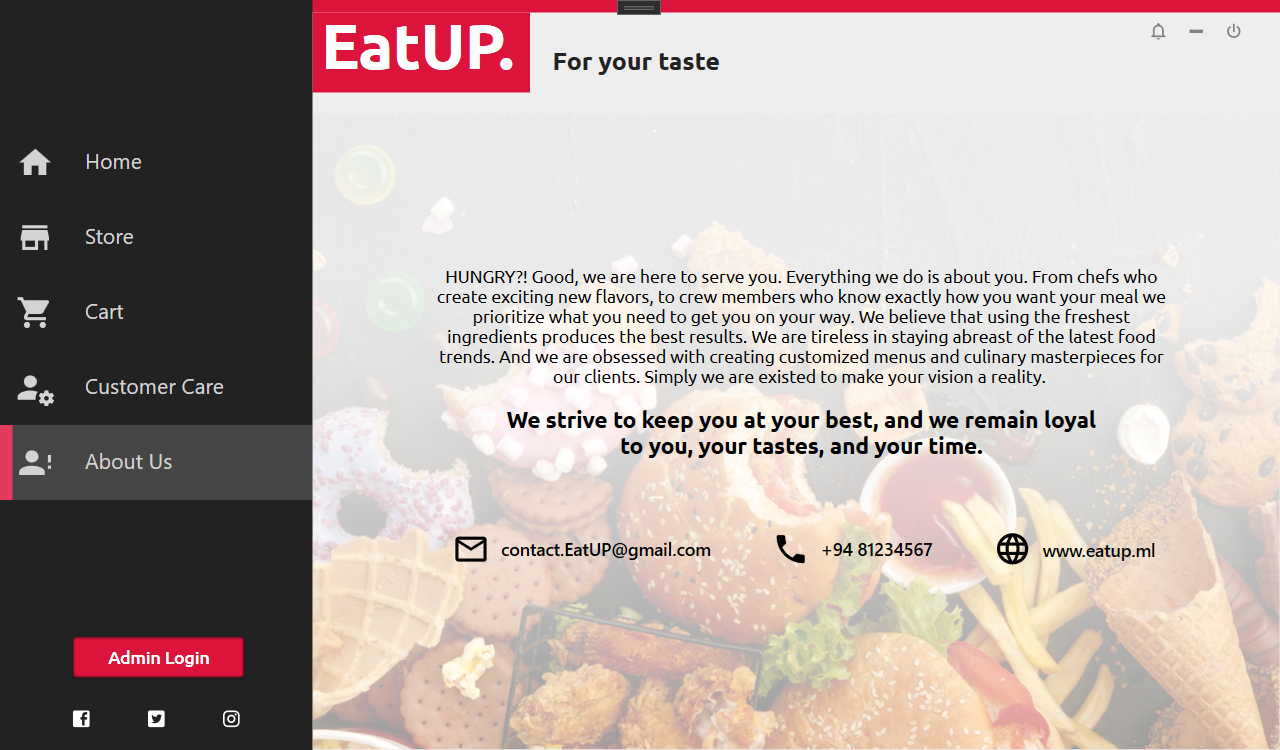 EatUP.
For your taste
Home
Store
Cart
Customer Care
About Us
HUNGRY?! Good, we are here to serve you. Everything we do is about you. From chefs who
create exciting new flavors, to crew members who know exactly how you want your meal we
prioritize what you need to get you on your way. We believe that using the freshest
ingredients produces the best results. We are tireless in staying abreast of the latest food
trends. And we are obsessed with creating customized menus and culinary masterpieces for
our clients. Simply we are existed to make your vision a reality.
We strive to keep you at your best, and we remain loyal
to you, your tastes, and your time.
contact.EatUP@gmail.com
+94 81234567
www.eatup.ml
Admin Login